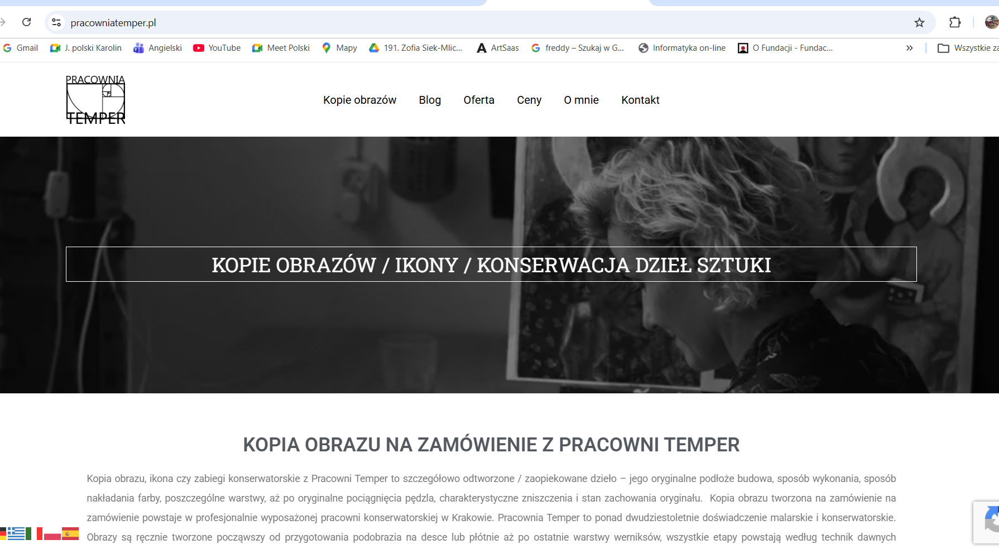 pracowniatemper.pl
Gmail J. polski Karolin Angielski YouTube Meet Polski Mapy 191. Zofia Siek-Mlic... ArtSaas freddy – Szukaj w G... Informatyka on-line O Fundacji - Fundac... » Wszystkie za
PRACOWNIA
TEMPER
Kopie obrazów Blog Oferta Ceny O mnie Kontakt
KOPIE OBRAZÓW / IKONY / KONSERWACJA DZIEŁ SZTUKI
KOPIA OBRAZU NA ZAMÓWIENIE Z PRACOWNI TEMPER
Kopia obrazu, ikona czy zabiegi konserwatorskie z Pracowni Temper to szczegółowo odtworzone / zaopiekowane dzieło – jego oryginalne podłoże budowa, sposób wykonania, sposób
nakładania farby, poszczególne warstwy, aż po oryginalne pociągnięcia pędzla, charakterystyczne zniszczenia i stan zachowania oryginału. Kopia obrazu tworzona na zamówienie na
zamówienie powstaje w profesjonalnie wyposażonej pracowni konserwatorskiej w Krakowie. Pracownia Temper to ponad dwudziestoletnie doświadczenie malarskie i konserwatorskie.
Obrazy są ręcznie tworzone począwszy od przygotowania podobrazia na desce lub płótnie aż po ostatnie warstwy werniksów, wszystkie etapy powstają według technik dawnych